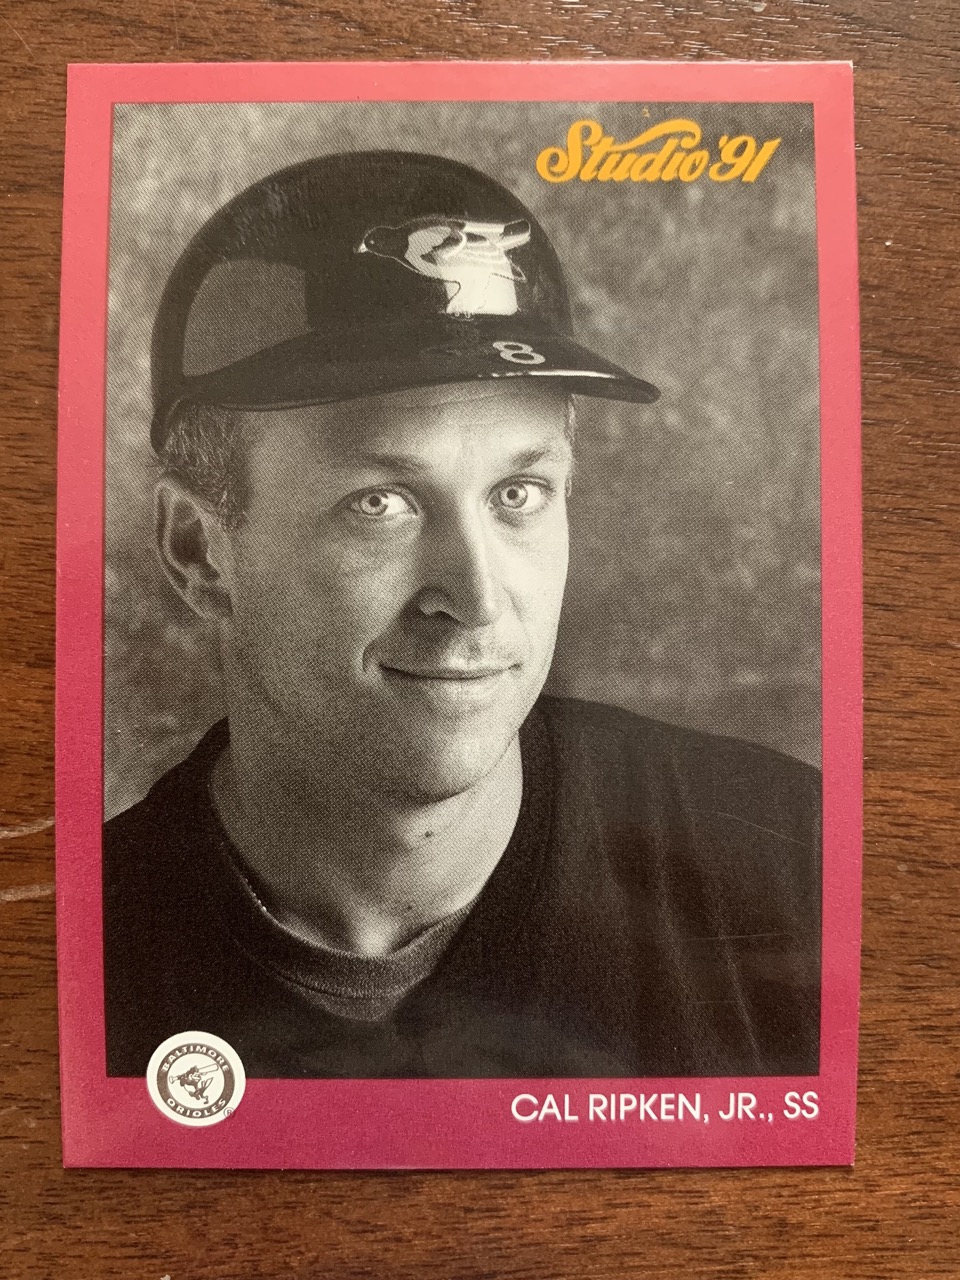 Studio '91
8
BALTIMORE
ORIOLES
®
CAL RIPKEN, JR., SS